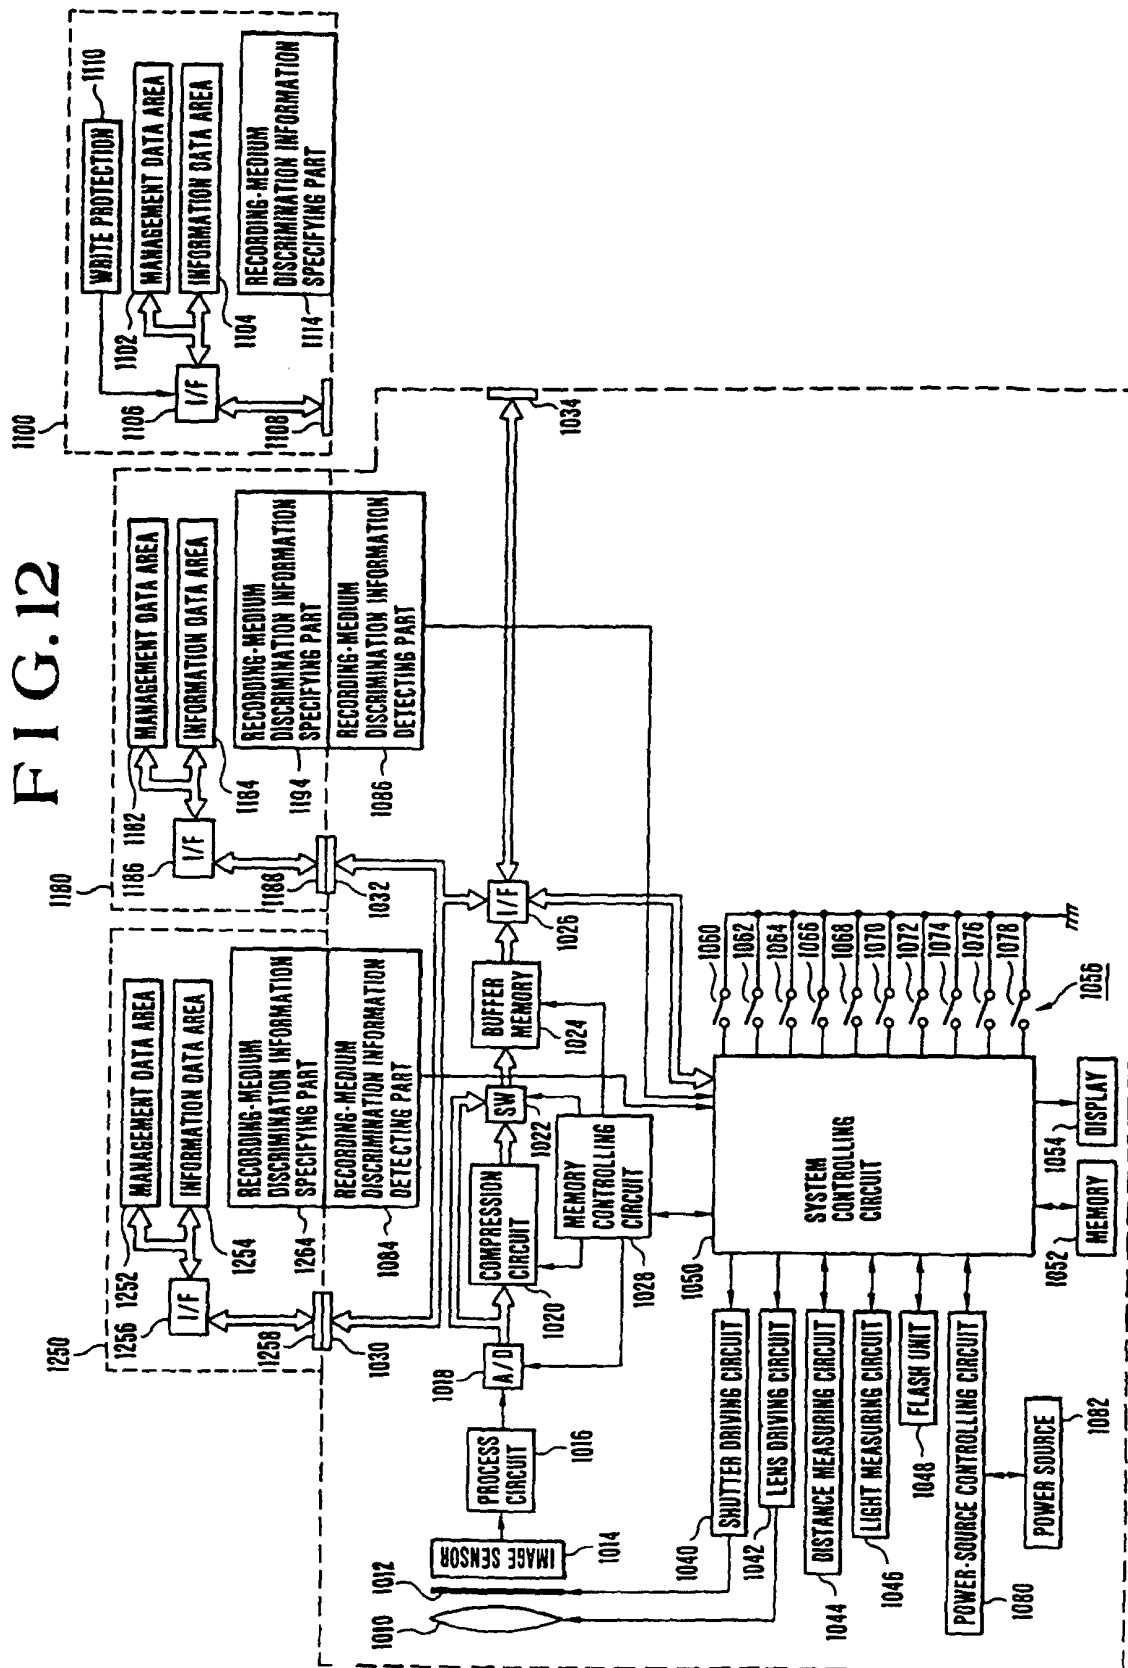 FIG.12
1250
1252
MANAGEMENT DATA AREA
INFORMATION DATA AREA
1254
1256
I/F
1258
1030
RECORDING-MEDIUM
DISCRIMINATION INFORMATION
SPECIFYING PART
1264
RECORDING-MEDIUM
DISCRIMINATION INFORMATION
DETECTING PART
1084
1180
1182
MANAGEMENT DATA AREA
INFORMATION DATA AREA
1184
1186
I/F
1188
1032
RECORDING-MEDIUM
DISCRIMINATION INFORMATION
SPECIFYING PART
1194
RECORDING-MEDIUM
DISCRIMINATION INFORMATION
DETECTING PART
1086
1100
WRITE PROTECTION
1110
1102
MANAGEMENT DATA AREA
INFORMATION DATA AREA
1104
1106
I/F
1108
RECORDING-MEDIUM
DISCRIMINATION INFORMATION
SPECIFYING PART
1114
1010
1012
IMAGE SENSOR
1014
PROCESS
CIRCUIT
1016
1018
A/D
COMPRESSION
CIRCUIT
1020
SW
1022
BUFFER
MEMORY
1024
I/F
1026
1034
MEMORY
CONTROLLING
CIRCUIT
1028
1040
SHUTTER DRIVING CIRCUIT
1042
LENS DRIVING CIRCUIT
1044
DISTANCE MEASURING CIRCUIT
1046
LIGHT MEASURING CIRCUIT
1048
FLASH UNIT
1080
POWER-SOURCE CONTROLLING CIRCUIT
POWER SOURCE
1082
1050
SYSTEM
CONTROLLING
CIRCUIT
1052
MEMORY
1054
DISPLAY
1060
1062
1064
1066
1068
1070
1072
1074
1076
1078
1056